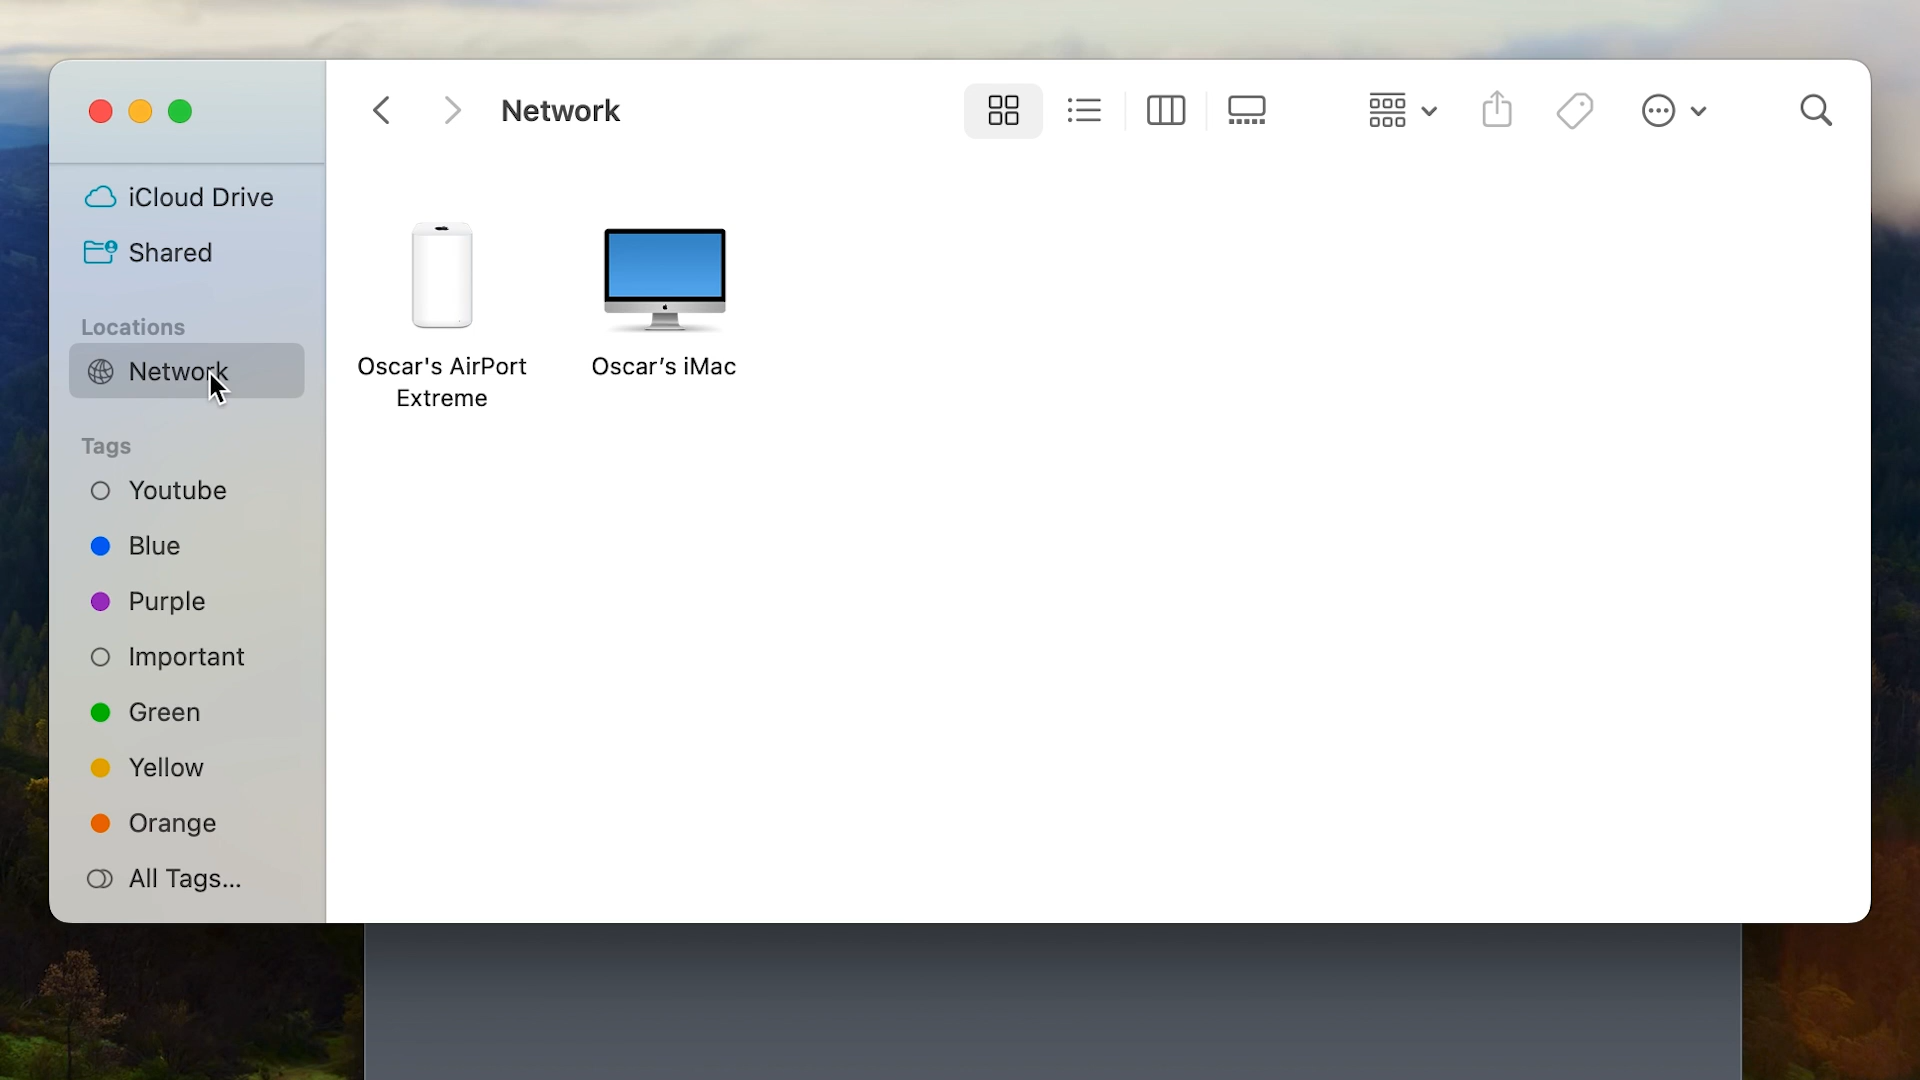 Network
iCloud Drive
Shared
Locations
Network
Tags
Youtube
Blue
Purple
Important
Green
Yellow
Orange
All Tags...
Oscar's AirPort
Extreme
Oscar’s iMac